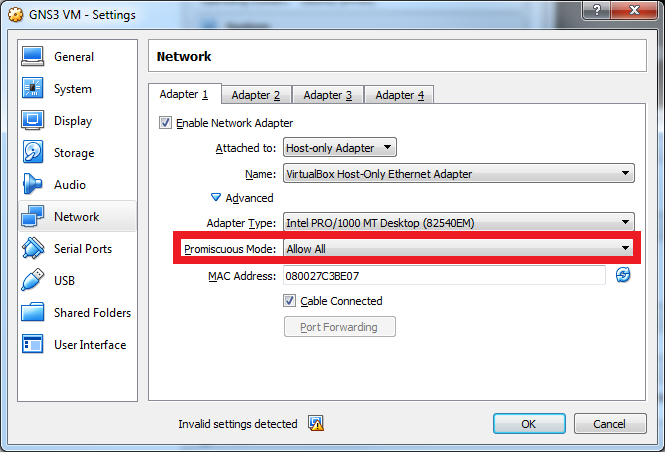 GNS3 VM - Settings
General
System
Display
Storage
Audio
Network
Serial Ports
USB
Shared Folders
User Interface
Network
Adapter 1 Adapter 2 Adapter 3 Adapter 4
Enable Network Adapter
Attached to: Host-only Adapter
Name: VirtualBox Host-Only Ethernet Adapter
Advanced
Adapter Type: Intel PRO/1000 MT Desktop (82540EM)
Promiscuous Mode: Allow All
MAC Address: 080027C3BE07
Cable Connected
Port Forwarding
Invalid settings detected
OK Cancel